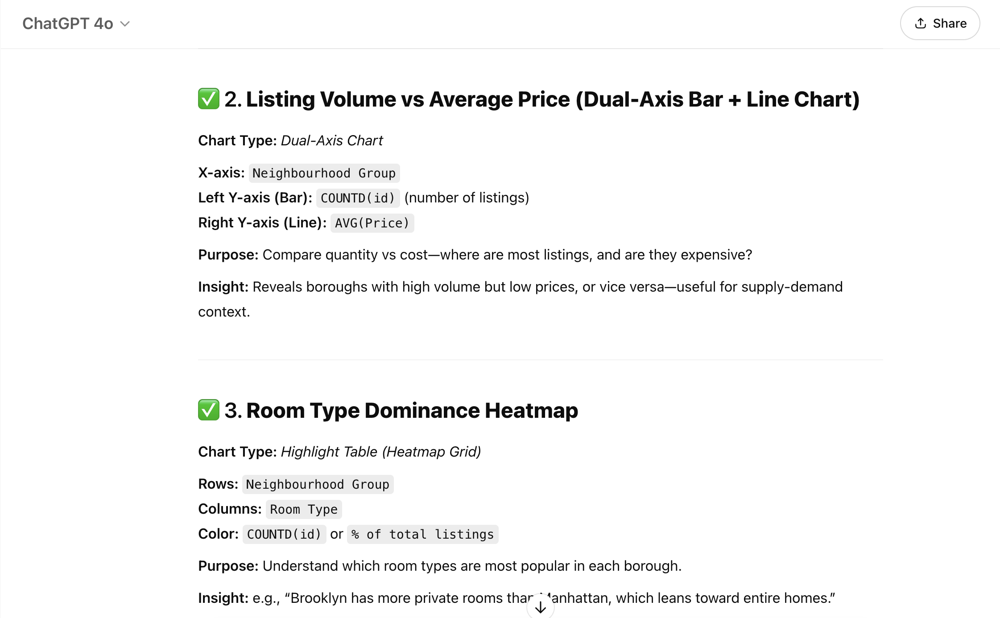 ChatGPT 4o
Share
✅ 2. Listing Volume vs Average Price (Dual-Axis Bar + Line Chart)
Chart Type: Dual-Axis Chart
X-axis: Neighbourhood Group
Left Y-axis (Bar): COUNTD(id) (number of listings)
Right Y-axis (Line): AVG(Price)
Purpose: Compare quantity vs cost—where are most listings, and are they expensive?
Insight: Reveals boroughs with high volume but low prices, or vice versa—useful for supply-demand
context.
✅ 3. Room Type Dominance Heatmap
Chart Type: Highlight Table (Heatmap Grid)
Rows: Neighbourhood Group
Columns: Room Type
Color: COUNTD(id) or % of total listings
Purpose: Understand which room types are most popular in each borough.
Insight: e.g., “Brooklyn has more private rooms than Manhattan, which leans toward entire homes.”